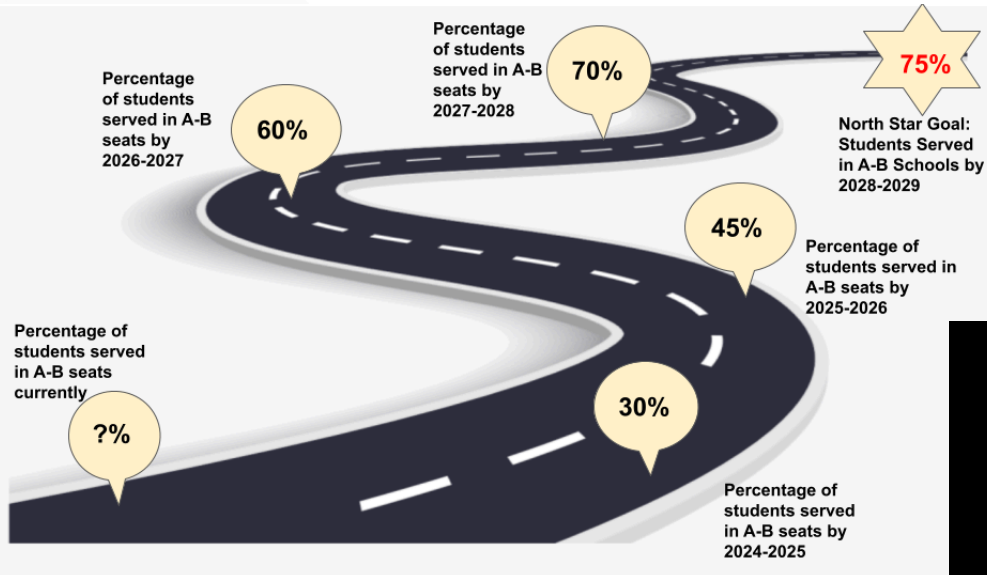 Percentage of
students served
in A-B seats
currently
?%
30%
Percentage of
students served
in A-B seats by
2024-2025
45%
Percentage of
students served in
A-B seats by
2025-2026
Percentage
of students
served in A-B
seats by
2026-2027
60%
Percentage
of students
served in A-B
seats by
2027-2028
70%
75%
North Star Goal:
Students Served
in A-B Schools by
2028-2029